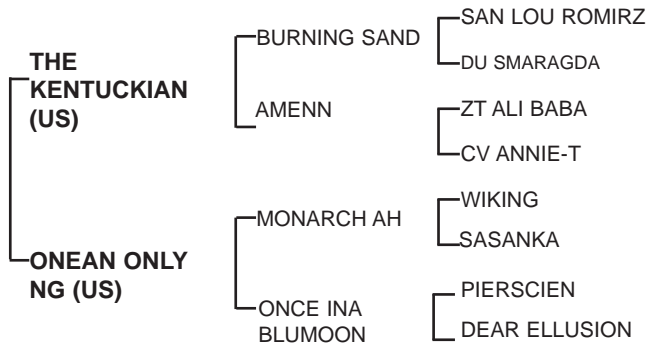 THE
KENTUCKIAN
(US)
BURNING SAND
SAN LOU ROMIRZ
DU SMARAGDA
AMENN
ZT ALI BABA
CV ANNIE-T
ONEAN ONLY
NG (US)
MONARCH AH
WIKING
SASANKA
ONCE INA
BLUMOON
PIERSCIEN
DEAR ELLUSION